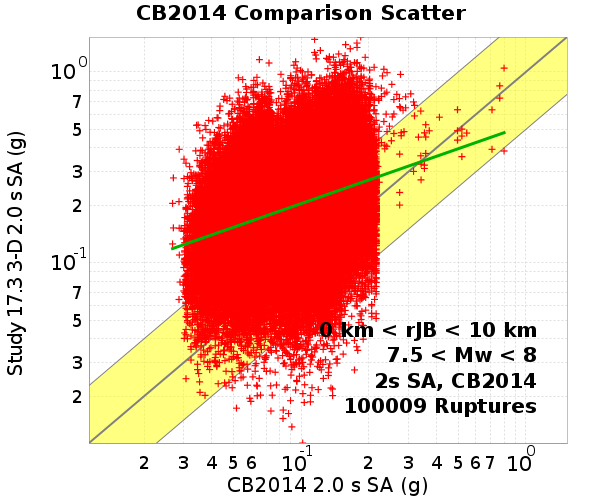 CB2014 Comparison Scatter
10^0
7
5
3
2
10^-1
7
5
3
2
Study 17.3 3-D 2.0 s SA (g)
0 km < rJB < 10 km
7.5 < Mw < 8
2s SA, CB2014
100009 Ruptures
2 3 4 5 6 10^-1 2 3 4 5 6 7 10^0
CB2014 2.0 s SA (g)